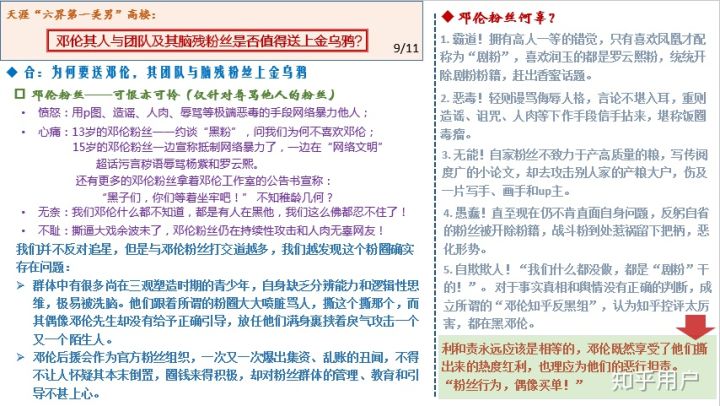 天涯“六界第一美男”高楼:
邓伦其人与团队及其脑残粉丝是否值得送上金乌鸦?
9/11
◆ 合: 为何要送邓伦, 其团队与脑残粉丝上金乌鸦
邓伦粉丝——可恨亦可怜 (仅针对辱骂他人的粉丝)
• 愤怒: 用p图、造谣、人肉、辱骂等极端恶毒的手段网络暴力他人;
• 心痛: 13岁的邓伦粉丝——约谈“黑粉”, 问我们为何不喜欢邓伦;
15岁的邓伦粉丝一边宣称抵制网络暴力了, 一边在“网络文明”
超话污言秽语辱骂杨紫和罗云熙。
还有更多的邓伦粉丝拿着邓伦工作室的公告书宣称:
“黑子们, 你们等着坐牢吧!” 不知稚龄几何?
• 无奈: 我们邓伦什么都不知道, 都是有人在黑他, 我们这么佛都忍不住了!
• 不耻: 撕逼大戏余波未了, 邓伦粉丝仍在持续性攻击和人肉无辜网友!
我们并不反对追星, 但是与邓伦粉丝打交道越多, 我们越发现这个粉圈确实
存在问题:
➢ 群体中有很多尚在三观塑造时期的青少年, 自身缺乏分辨能力和逻辑性思
维, 极易被洗脑。他们跟着所谓的粉圈大大喷脏骂人, 撕这个撕那个, 而
其偶像邓伦先生却没有给予正确引导, 放任他们满身裹挟着戾气攻击一个
又一个的陌生人。
➢ 邓伦后援会作为官方粉丝组织, 一次又一次爆出集资、乱账的丑闻, 不得
不让人怀疑其本末倒置, 圈钱来得积极, 却对粉丝群体的管理、教育和引
导不甚上心。
◆ 邓伦粉丝何辜?
1. 霸道! 拥有高人一等的错觉, 只有喜欢凤凰才配
称为“剧粉”, 喜欢润玉的都是罗云熙粉, 统统开
除剧粉粉籍, 赶出香蜜话题。
2. 恶毒! 轻则谩骂侮辱人格, 言论不堪入耳, 重则
造谣、诅咒、人肉等下作手段信手拈来, 堪称饭圈
毒瘤。
3. 无能! 自家粉丝不致力于产高质量的粮, 写传阅
度广的小论文, 却去攻击别人家的产粮大户, 伤及
一片写手、画手和up主。
4. 愚蠢! 直至现在仍不肯直面自身问题, 反躬自省
的粉丝被开除粉籍, 战斗粉到处惹祸留下把柄, 恶
化形势。
5. 自欺欺人! “我们什么都没做, 都是“剧粉”干
的! ”。对于事实真相和舆情没有正确的判断, 成
立所谓的“邓伦知乎反黑组”, 认为知乎控评太厉
害, 都在黑邓伦。
利和责永远应该是相等的, 邓伦既然享受了他们撕
出来的热度红利, 也理应为他们的恶行担责。
“粉丝行为, 偶像买单! ”
知乎用户